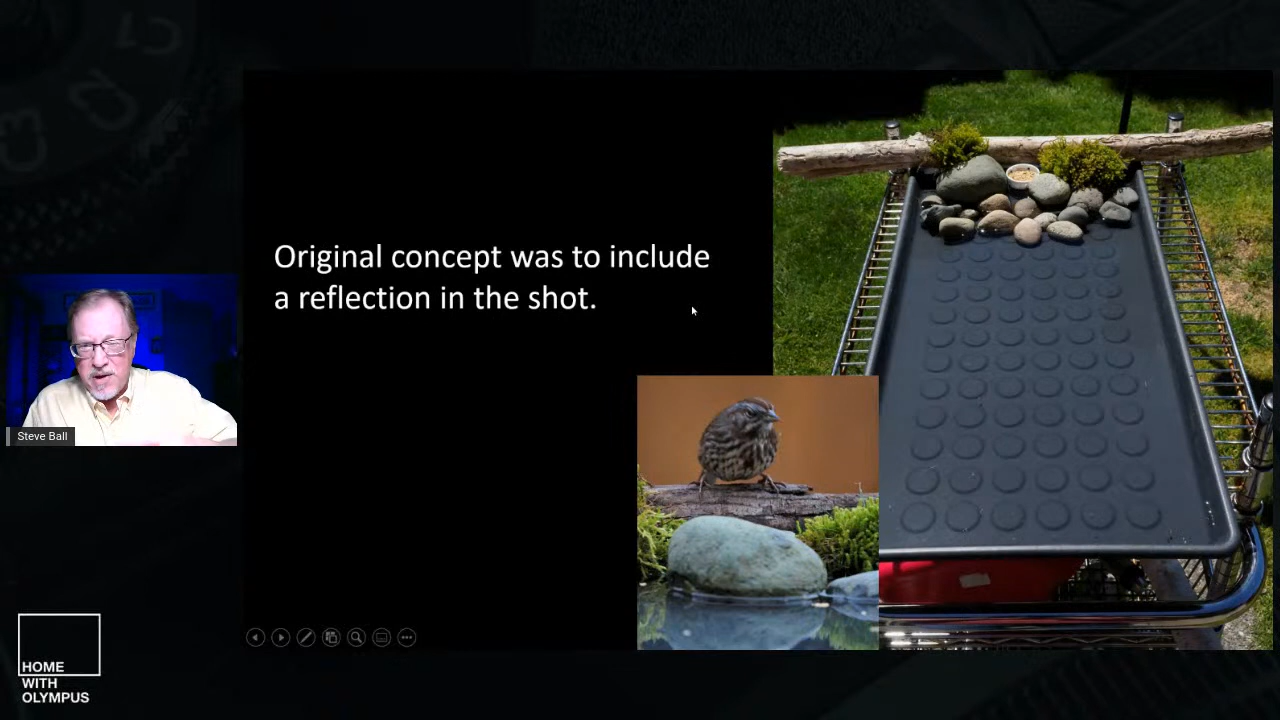 Original concept was to include
a reflection in the shot.
Steve Ball
HOME
WITH
OLYMPUS